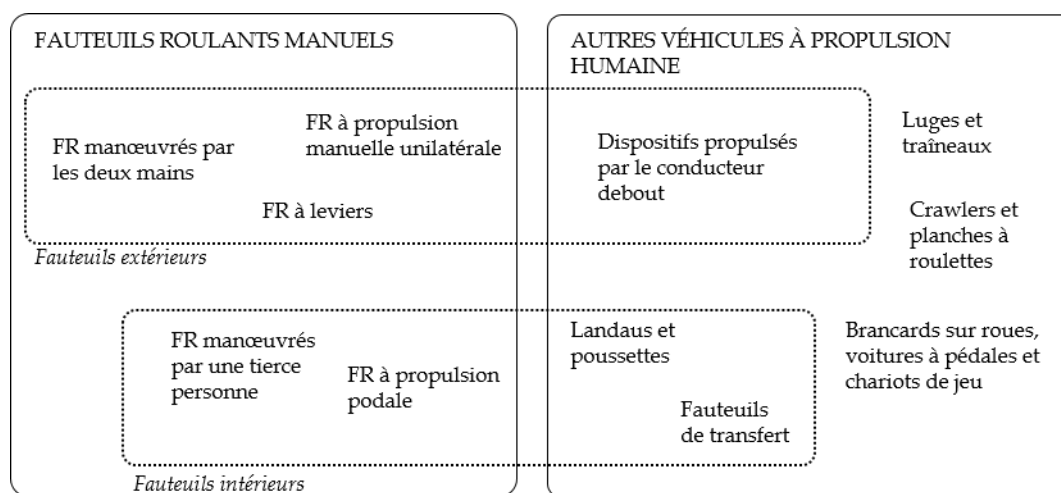 FAUTEUILS ROULANTS MANUELS
FR manœuvrés par
les deux mains
FR à propulsion
manuelle unilatérale
FR à leviers
Fauteuils extérieurs
FR manœuvrés
par une tierce
personne
FR à propulsion
podale
Fauteuils intérieurs
AUTRES VÉHICULES À PROPULSION
HUMAINE
Dispositifs propulsés
par le conducteur
debout
Luges et
traîneaux
Crawlers et
planches à
roulettes
Landaus et
poussettes
Fauteuils
de transfert
Brancards sur roues,
voitures à pédales et
chariots de jeu